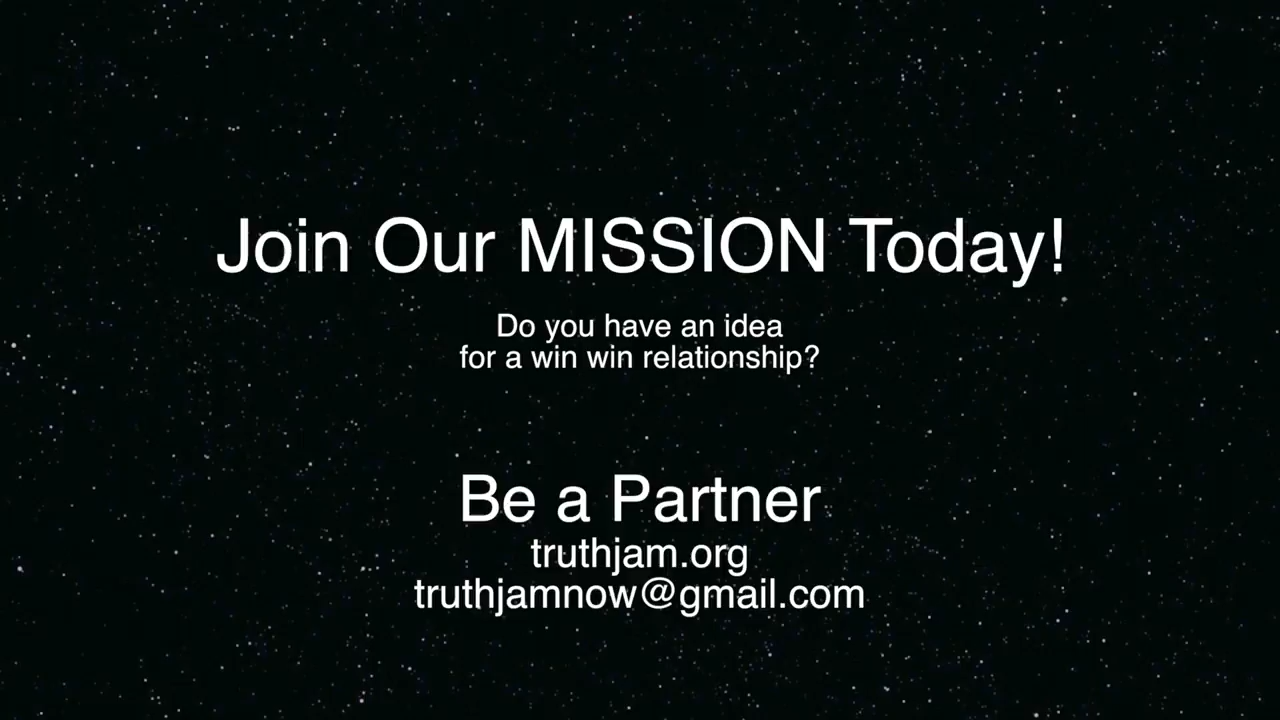 Join Our MISSION Today!
Do you have an idea
for a win win relationship?
Be a Partner
truthjam.org
truthjamnow@gmail.com